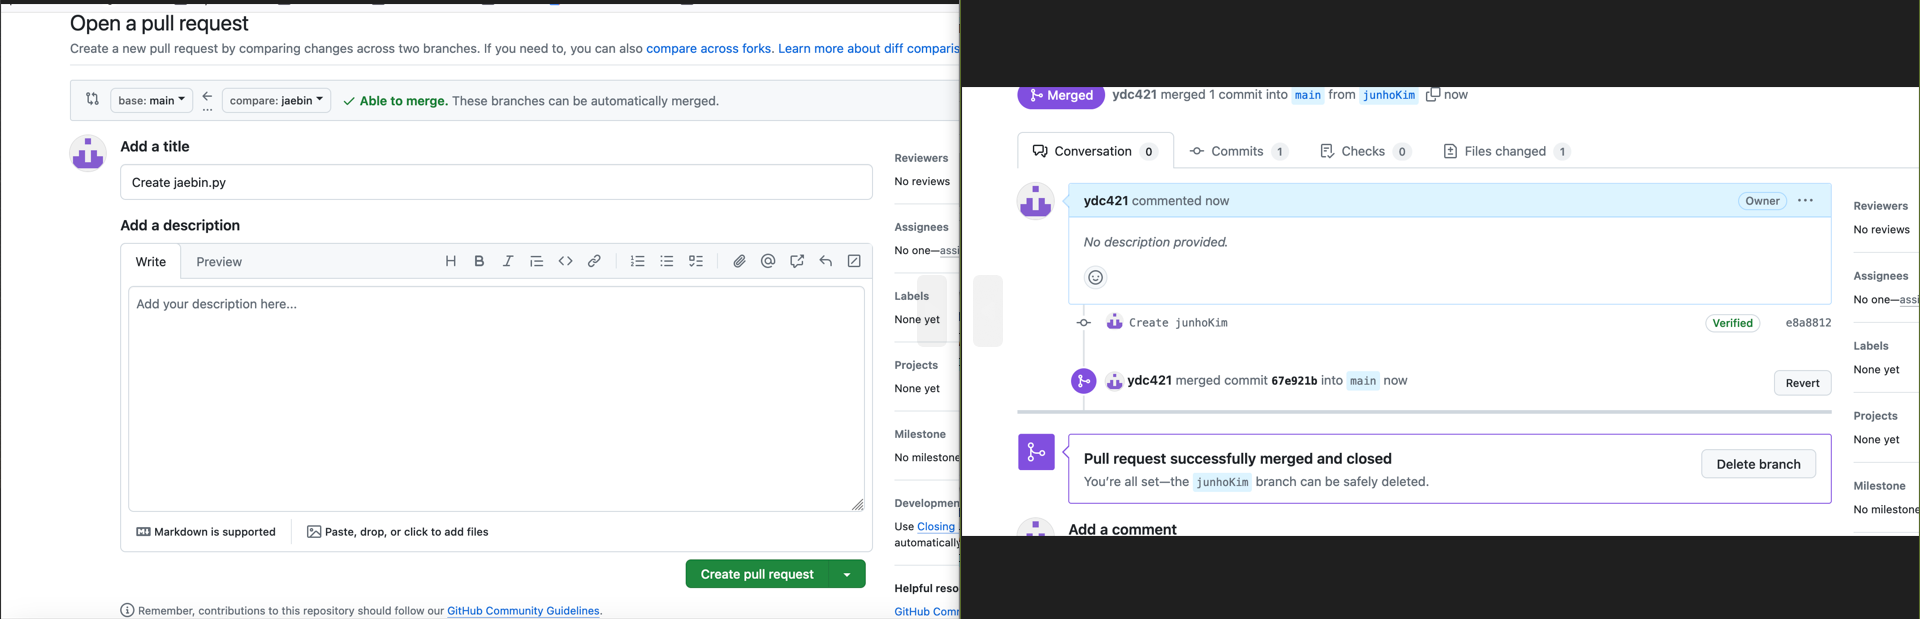 Open a pull request
Create a new pull request by comparing changes across two branches. If you need to, you can also compare across forks. Learn more about diff comparis
base: main
compare: jaebin
Able to merge. These branches can be automatically merged.
Add a title
Create jaebin.py
Add a description
Write
Preview
Add your description here...
Markdown is supported
Paste, drop, or click to add files
Create pull request
Remember, contributions to this repository should follow our GitHub Community Guidelines.
Reviewers
No reviews
Assignees
No one—assi
Labels
None yet
Projects
None yet
Milestone
No milestone
Developmen
Use Closing
automatically
Helpful reso
GitHub Com
Merged
ydc421 merged 1 commit into main from junhoKim now
Conversation 0
Commits 1
Checks 0
Files changed 1
ydc421 commented now
Owner
No description provided.
Create junhoKim
Verified
e8a8812
ydc421 merged commit 67e921b into main now
Revert
Pull request successfully merged and closed
You're all set—the junhoKim branch can be safely deleted.
Delete branch
Add a comment
Reviewers
No reviews
Assignees
No one—assi
Labels
None yet
Projects
None yet
Milestone
No milestone